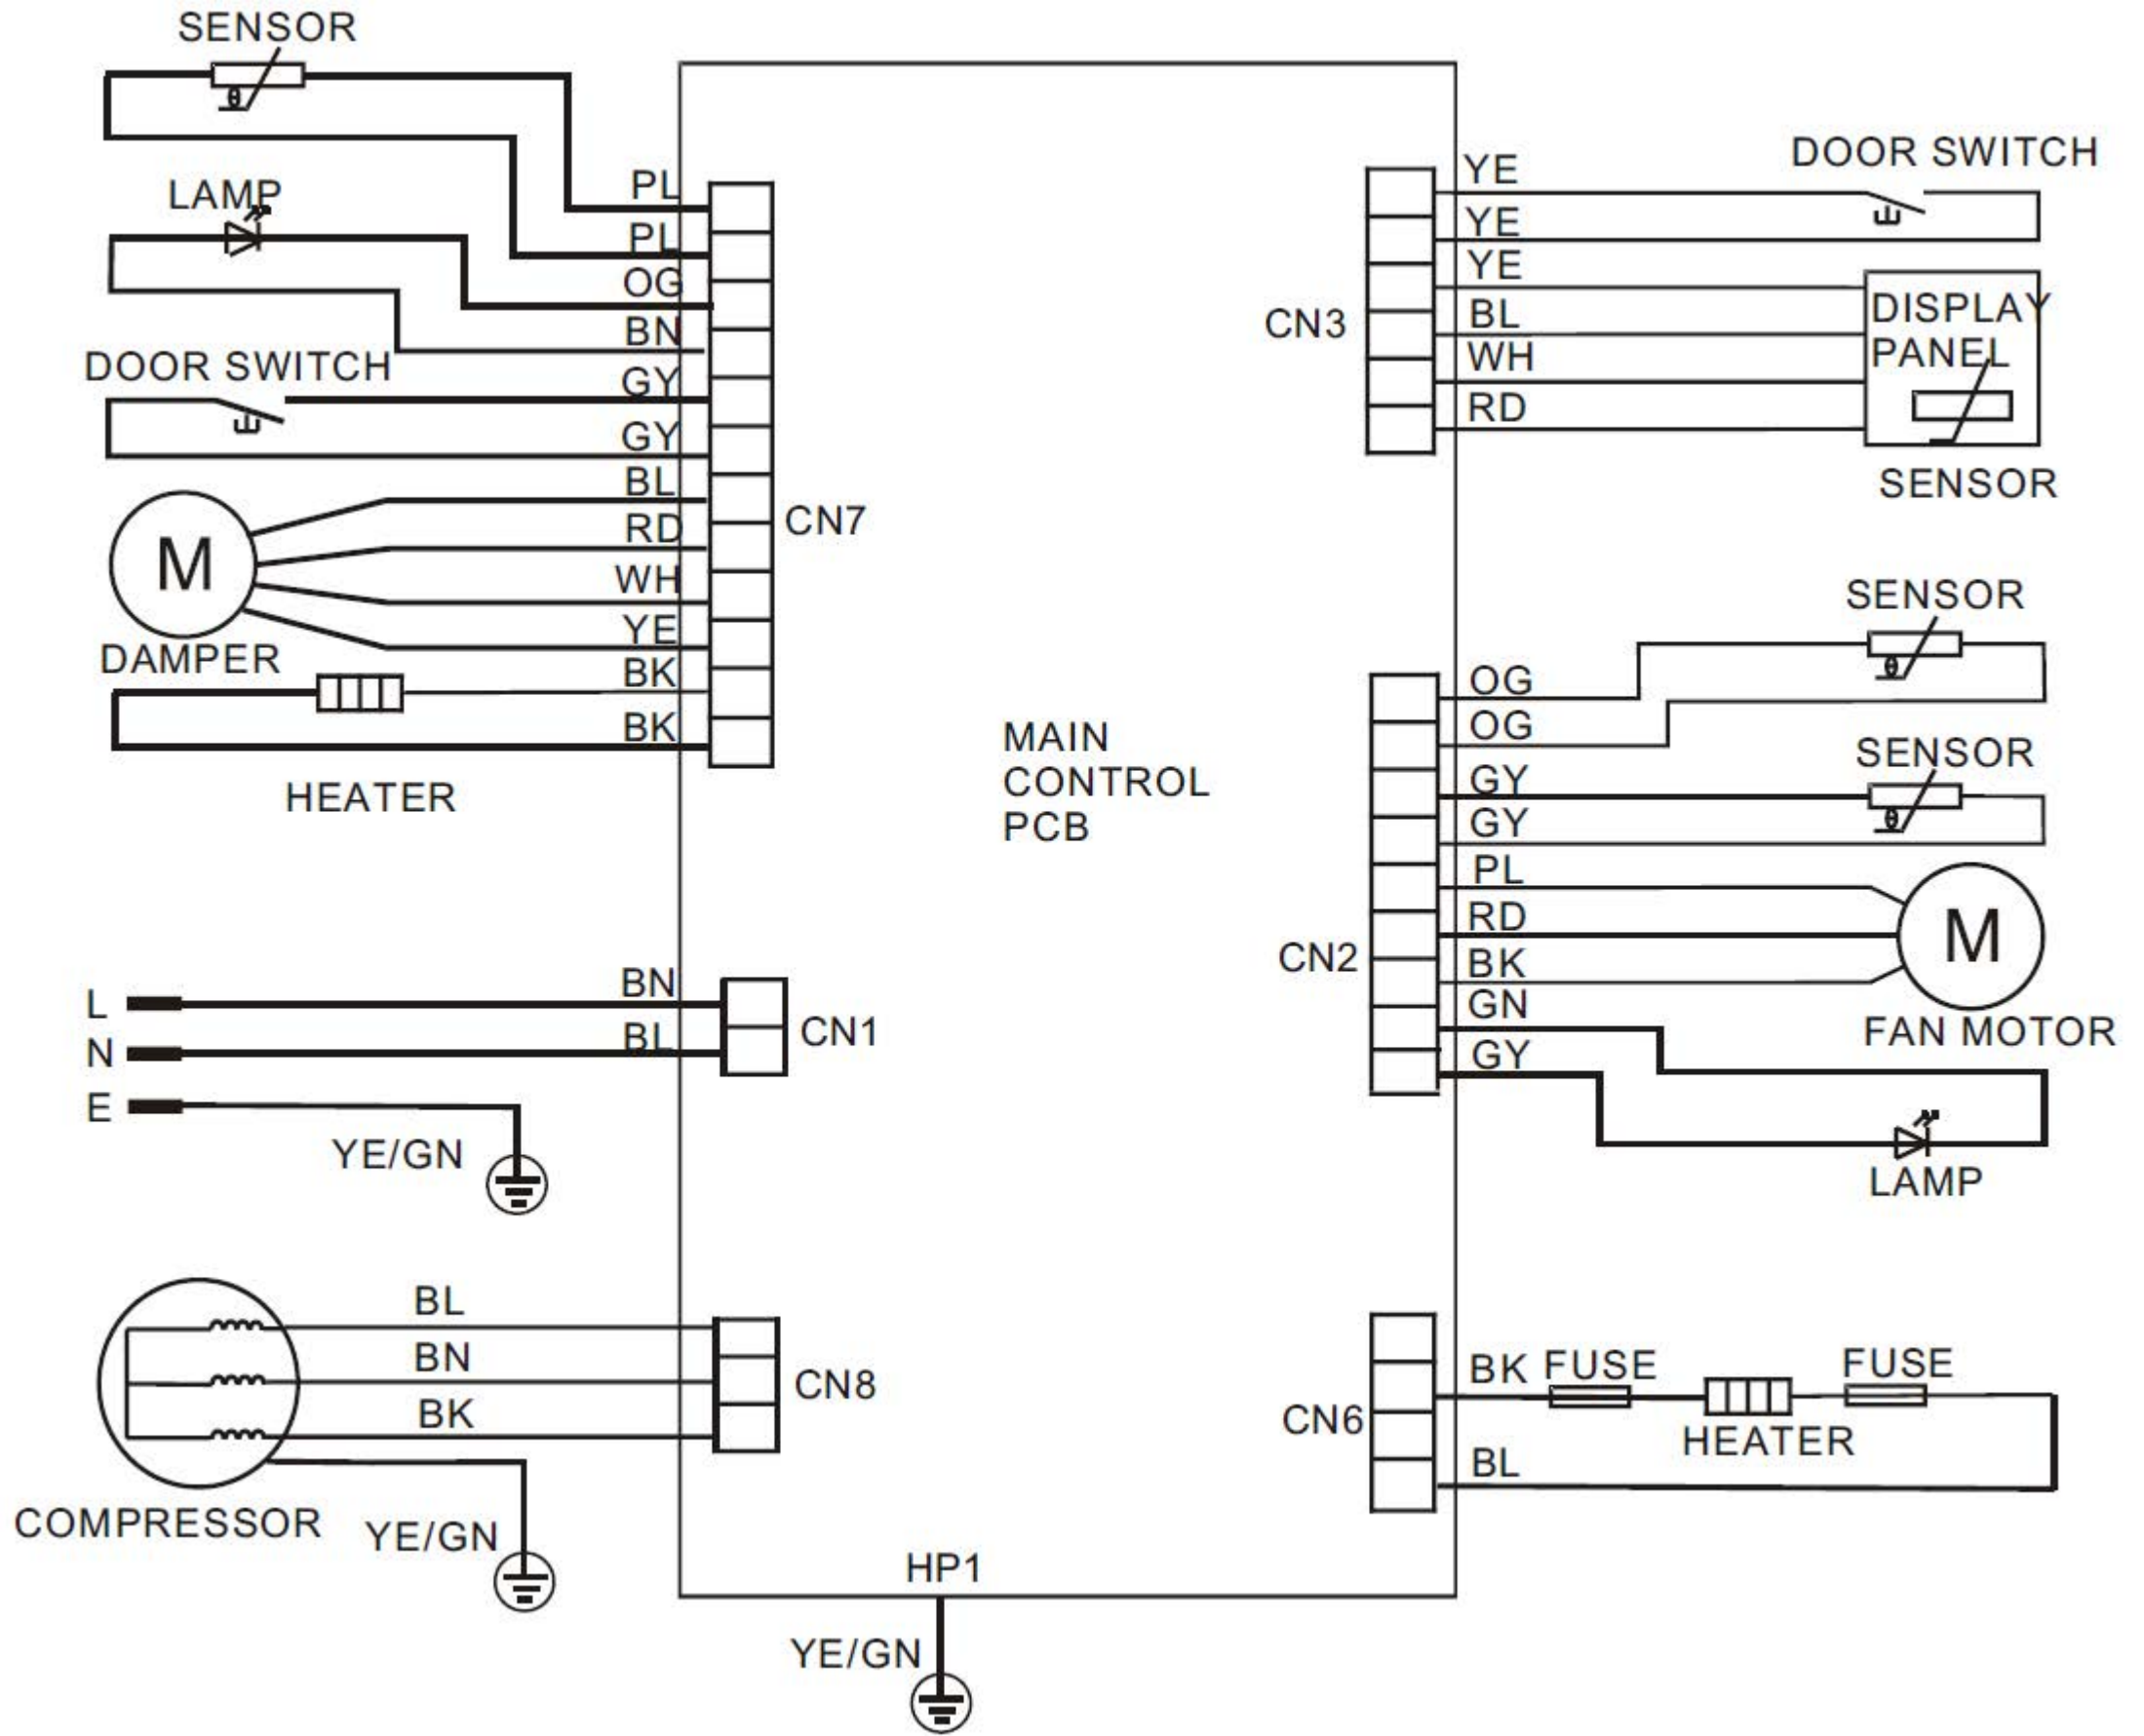 SENSOR
LAMP
PL
PL
OG
BN
DOOR SWITCH
GY
GY
BL
RD
WH
YE
M
DAMPER
BK
BK
HEATER
CN7
L
N
E
BN
BL
CN1
YE/GN
BL
BN
BK
CN8
COMPRESSOR
YE/GN
MAIN
CONTROL
PCB
HP1
YE/GN
YE
YE
YE
BL
WH
RD
CN3
DOOR SWITCH
DISPLAY
PANEL
SENSOR
SENSOR
OG
OG
SENSOR
GY
GY
PL
RD
BK
GN
GY
CN2
M
FAN MOTOR
LAMP
BK
FUSE
FUSE
HEATER
CN6
BL